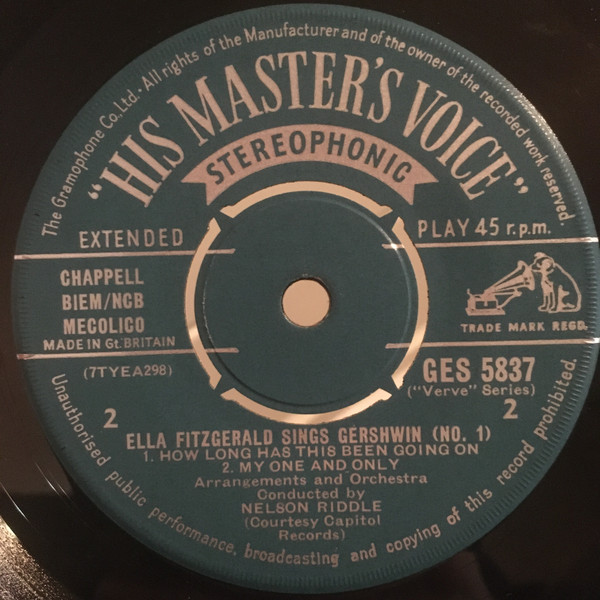 The Gramophone Co. Ltd. · All rights of the Manufacturer and of the owner of the recorded work reserved.
"HIS MASTER'S VOICE"
STEREOPHONIC
EXTENDED PLAY 45 r.p.m.
CHAPPELL
BIEM/NCB
MECOLICO
MADE IN Gt. BRITAIN
TRADE MARK REGD.
(7TYEA298)
GES 5837
("Verve" Series)
2 2
ELLA FITZGERALD SINGS GERSHWIN (NO. 1)
1. HOW LONG HAS THIS BEEN GOING ON
2. MY ONE AND ONLY
Arrangements and Orchestra
Conducted by
NELSON RIDDLE
(Courtesy Capitol
Records)
Unauthorised public performance, broadcasting and copying of this record prohibited.